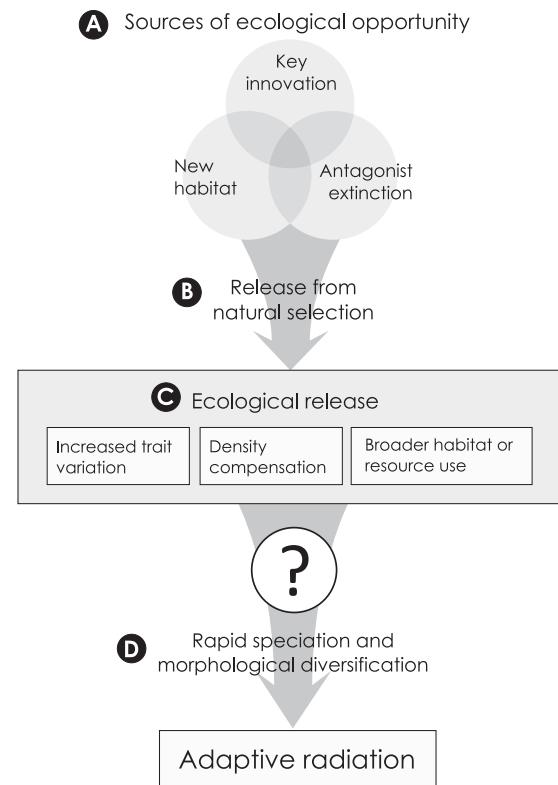 A Sources of ecological opportunity
Key
innovation
New
habitat
Antagonist
extinction
B Release from
natural selection
C Ecological release
Increased trait
variation
Density
compensation
Broader habitat or
resource use
?
D Rapid speciation and
morphological diversification
Adaptive radiation